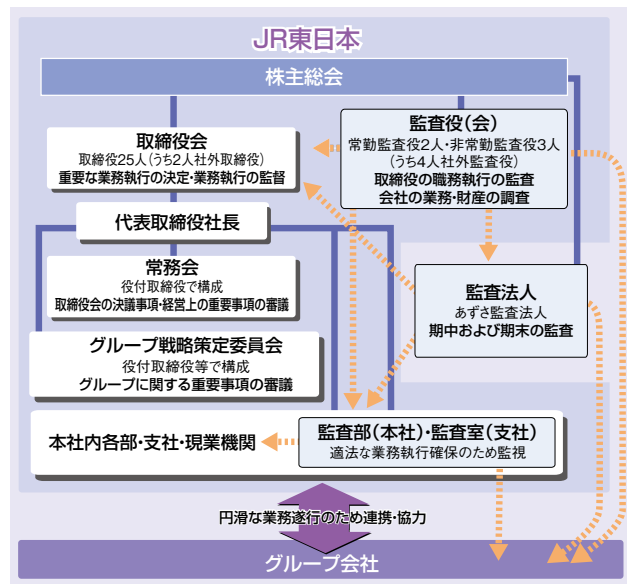 JR東日本
株主総会
取締役会
取締役25人(うち2人社外取締役)
重要な業務執行の決定・業務執行の監督
監査役(会)
常勤監査役2人・非常勤監査役3人
(うち4人社外監査役)
取締役の職務執行の監査
会社の業務・財産の調査
代表取締役社長
常務会
役付取締役で構成
取締役会の決議事項・経営上の重要事項の審議
監査法人
あずさ監査法人
期中および期末の監査
グループ戦略策定委員会
役付取締役等で構成
グループに関する重要事項の審議
本社内各部・支社・現業機関
監査部(本社)・監査室(支社)
適法な業務執行確保のため監視
円滑な業務遂行のため連携・協力
グループ会社